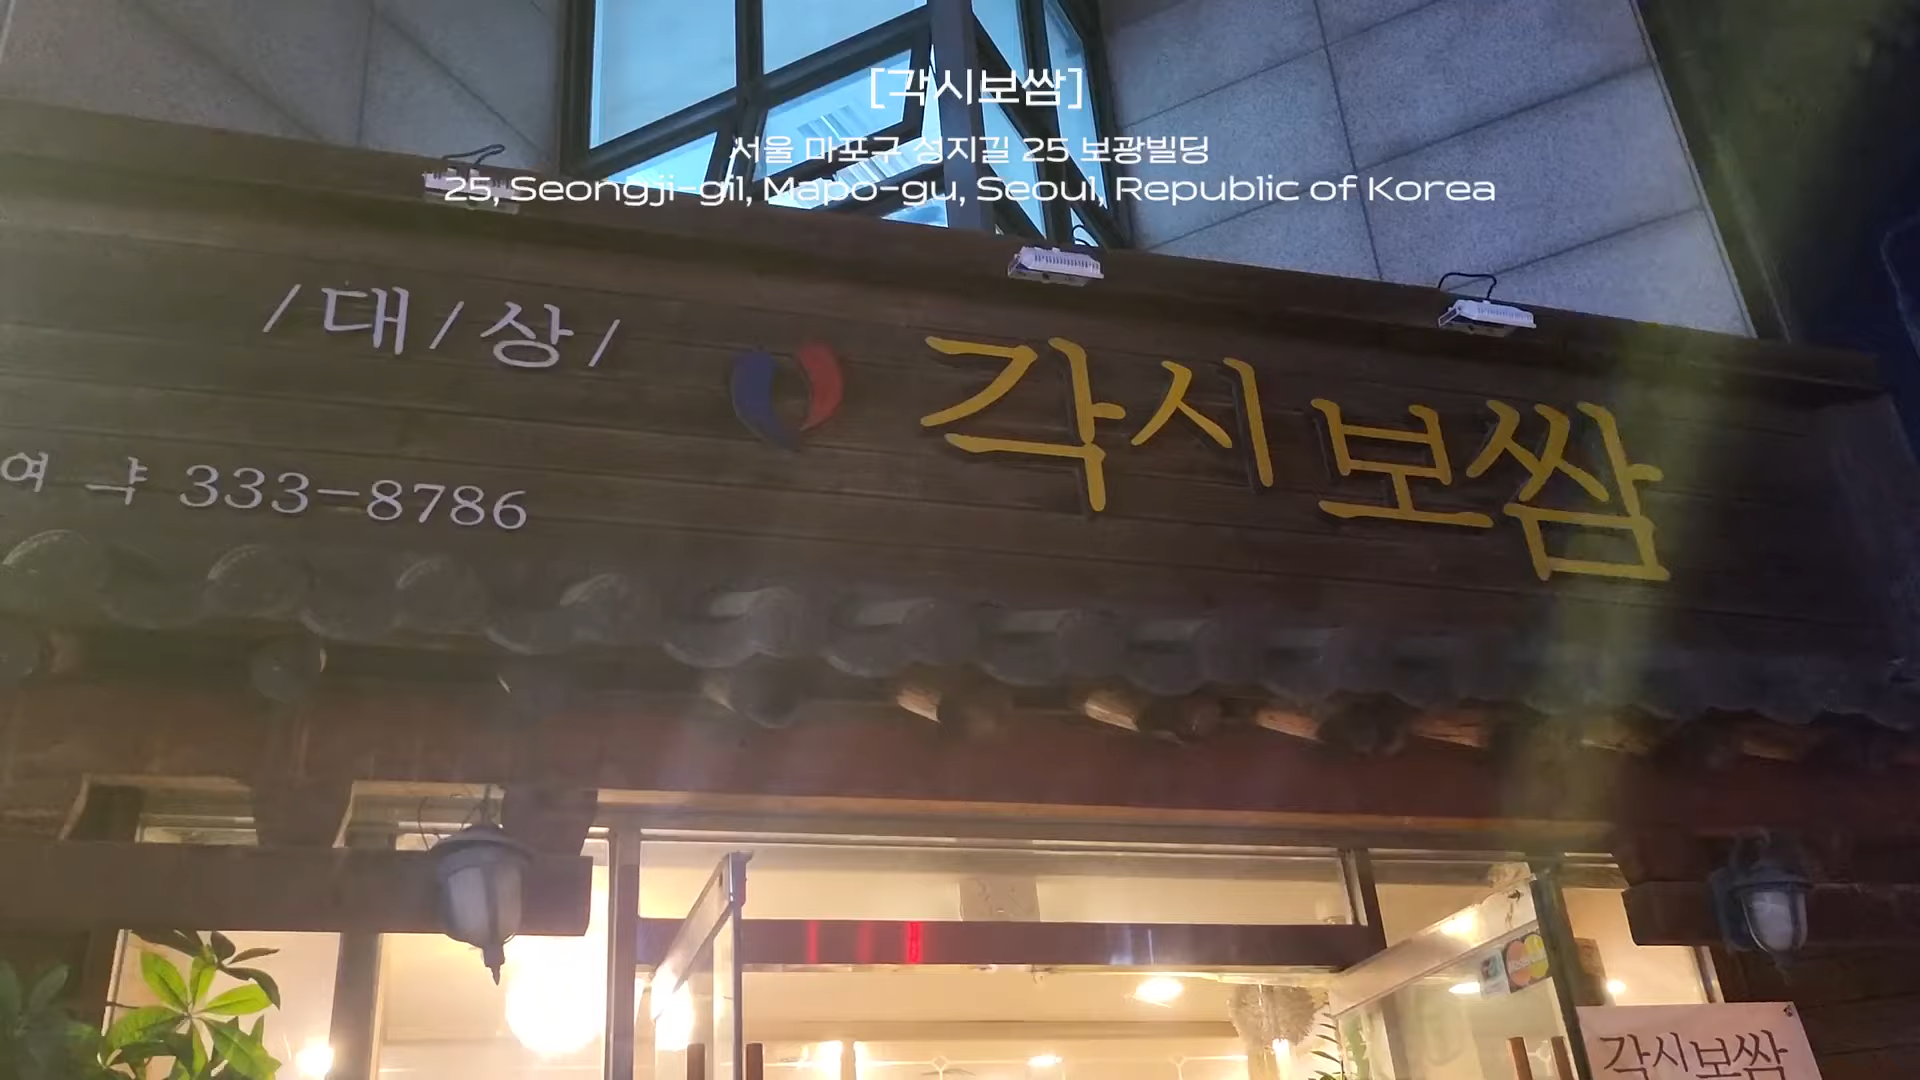 [각시보쌈]
서울 마포구 성지길 25 보광빌딩
25, Seongji-gil, Mapo-gu, Seoul, Republic of Korea
/대/상/
각시보쌈
여 약 333-8786
각시보쌈